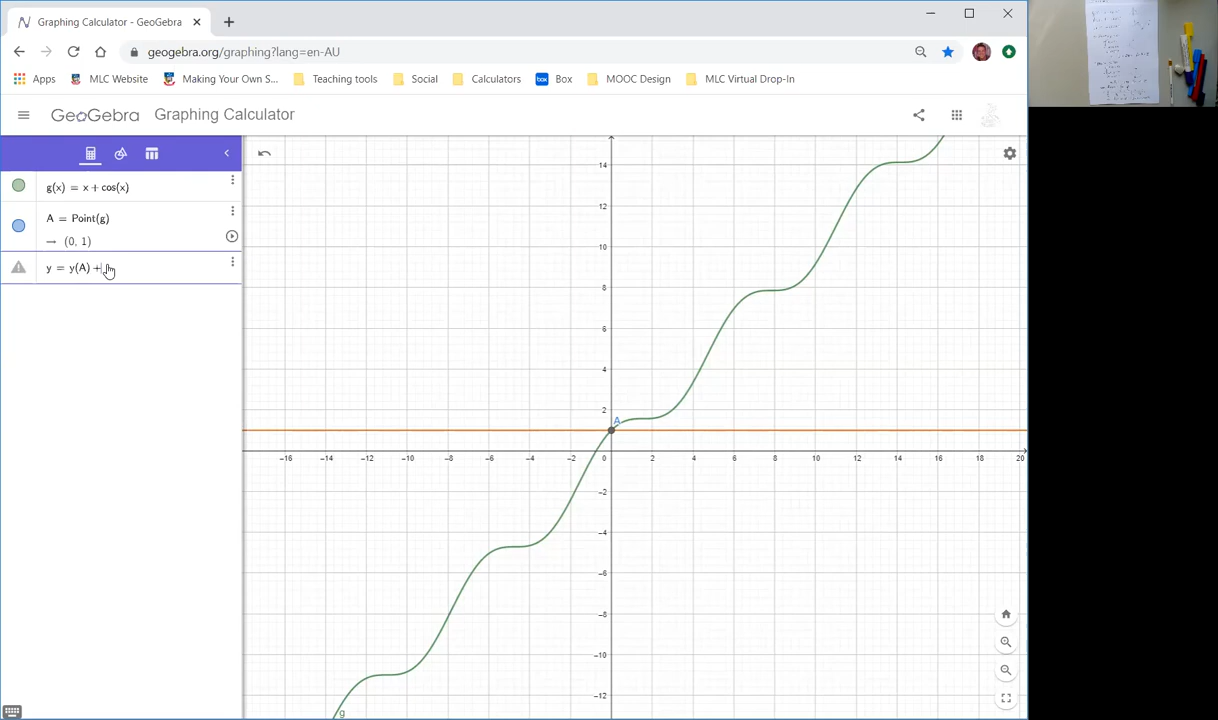 Graphing Calculator - GeoGebra
geogebra.org/graphing?lang=en-AU
Apps
MLC Website
Making Your Own S...
Teaching tools
Social
Calculators
box
Box
MOOC Design
MLC Virtual Drop-In
GeoGebra Graphing Calculator
g(x) = x + cos(x)
A = Point(g)
→ (0, 1)
y = y(A) +
14
12
10
8
6
4
2
A
−16 −14 −12 −10 −8 −6 −4 −2 0 2 4 6 8 10 12 14 16 18 20
−2
−4
−6
−8
−10
−12
g